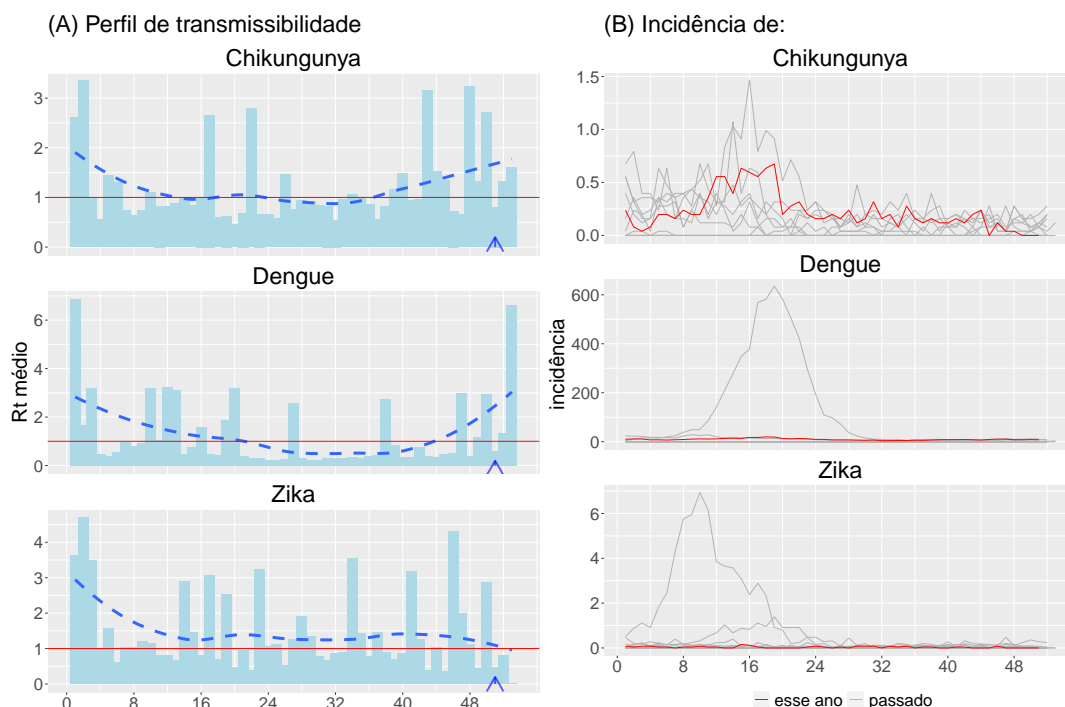 (A) Perfil de transmissibilidade
Chikungunya
3
2
1
0
Dengue
6
4
2
0
Rt médio
Zika
4
3
2
1
0
0 8 16 24 32 40 48
(B) Incidência de:
Chikungunya
1.5
1.0
0.5
0.0
Dengue
600
400
200
0
incidência
Zika
6
4
2
0
0 8 16 24 32 40 48
esse ano passado